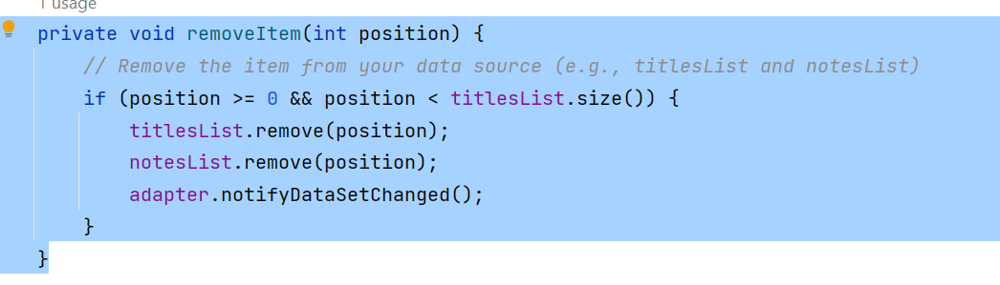 1 usage
private void removeItem(int position) {
// Remove the item from your data source (e.g., titlesList and notesList)
if (position >= 0 && position < titlesList.size()) {
titlesList.remove(position);
notesList.remove(position);
adapter.notifyDataSetChanged();
}
}